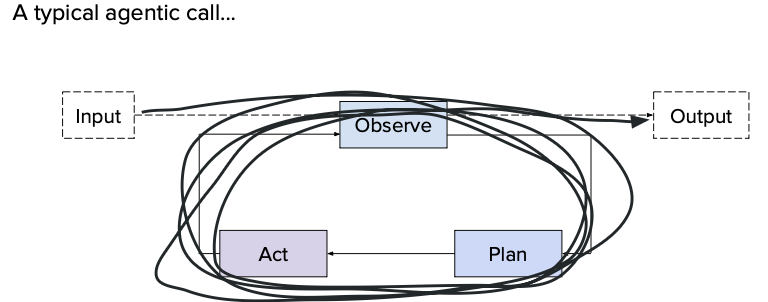 A typical agentic call...
Input
Observe
Output
Act
Plan